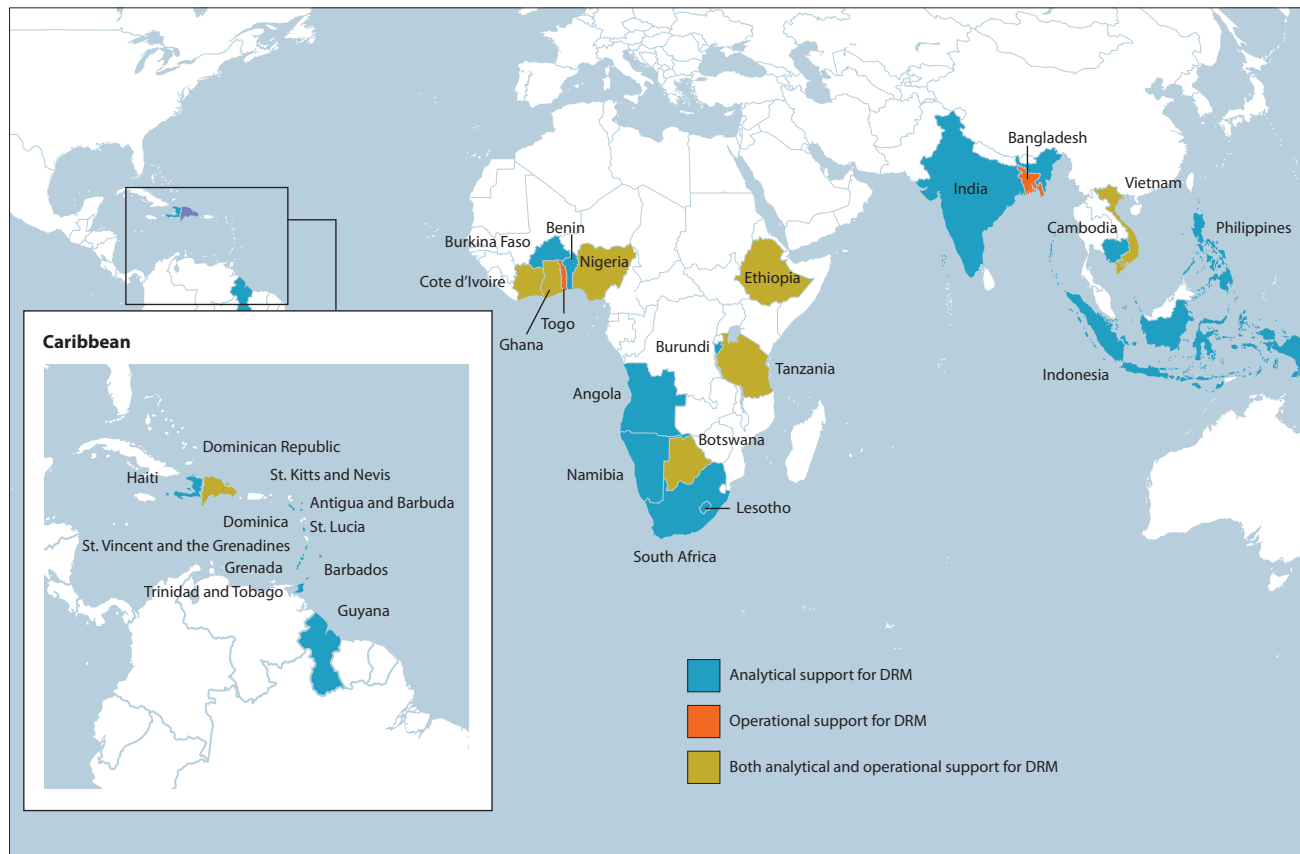 Bangladesh
India
Vietnam
Cambodia
Philippines
Benin
Burkina Faso
Nigeria
Cote d'Ivoire
Ethiopia
Togo
Ghana
Burundi
Tanzania
Indonesia
Angola
Botswana
Namibia
Lesotho
South Africa
Caribbean
Dominican Republic
Haiti
St. Kitts and Nevis
Antigua and Barbuda
Dominica
St. Lucia
St. Vincent and the Grenadines
Grenada
Barbados
Trinidad and Tobago
Guyana
Analytical support for DRM
Operational support for DRM
Both analytical and operational support for DRM